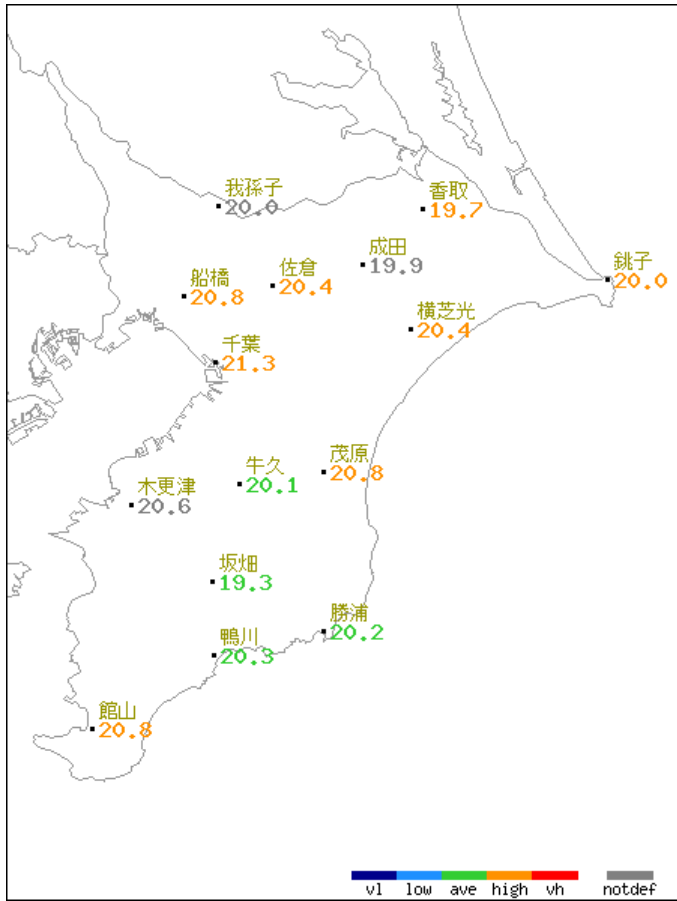 我孫子
20.0
香取
19.7
成田
19.9
佐倉
20.4
船橋
20.8
銚子
20.0
横芝光
20.4
千葉
21.3
茂原
20.8
牛久
20.1
木更津
20.6
坂畑
19.3
勝浦
20.2
鴨川
20.3
館山
20.8
vl low ave high vh notdef